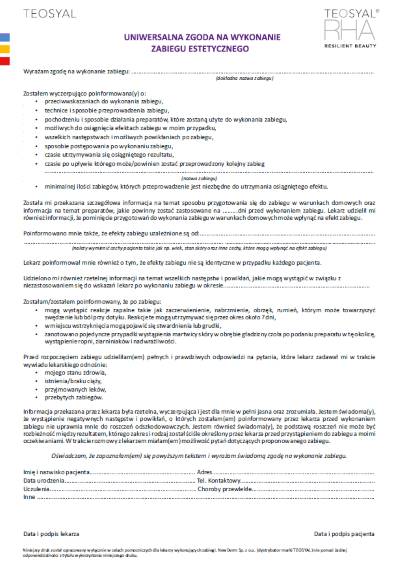 TEOSYAL
TEOSYAL®
RHA
RESILIENT BEAUTY
UNIWERSALNA ZGODA NA WYKONANIE
ZABIEGU ESTETYCZNEGO
Wyrażam zgodę na wykonanie zabiegu: ...
(dokładna nazwa zabiegu)
Zostałem wyczerpująco poinformowana(y) o:
• przeciwwskazaniach do wykonania zabiegu,
• technice i sposobie przeprowadzenia zabiegu,
• pochodzeniu i sposobie działania preparatów, które zostaną użyte do wykonania zabiegu,
• możliwych do osiągnięcia efektach zabiegu w moim przypadku,
• wszelkich następstwach i możliwych powikłaniach po zabiegu,
• sposobie postępowania po wykonaniu zabiegu,
• czasie utrzymywania się osiągniętego rezultatu,
• czasie po upływie którego może/powinien zostać przeprowadzony kolejny zabieg
...
(nazwa zabiegu)
• minimalnej ilości zabiegów, których przeprowadzenie jest niezbędne do utrzymania osiągniętego efektu.
Została mi przekazana szczegółowa informacja na temat sposobu przygotowania się do zabiegu w warunkach domowych oraz
informacja na temat preparatów, jakie powinny zostać zastosowane na ........dni przed wykonaniem zabiegu. Lekarz udzielił mi
również informacji, że pominięcie przygotowań do wykonania zabiegu w warunkach domowych może wpłynąć na efekt zabiegu.
Poinformowano mnie także, że efekty zabiegu uzależnione są od:...
...
(należy wymienić cechy pacjenta takie jak np. wiek, stan skóry oraz inne cechy, które mogą wpłynąć na efekt zabiegu)
Lekarz poinformował mnie również o tym, że efekty zabiegu nie są identyczne w przypadku każdego pacjenta.
Udzielono mi również rzetelnej informacji na temat wszelkich następstw i powikłań, jakie mogą wystąpić w związku z
niezastosowaniem się do wskazań lekarza po wykonaniu zabiegu w okresie...
Zostałem/zostałam poinformowany, że po zabiegu:
• mogą wystąpić reakcje zapalne takie jak zaczerwienienie, nabrzmienie, obrzęk, rumień, którym może towarzyszyć
swędzenie lub ból przy dotyku. Reakcje te mogą utrzymywać się przez okres około 7 dni,
• w miejscu wstrzyknięcia mogą pojawić się stwardnienia lub grudki,
• zanotowano pojedyncze przypadki wystąpienia martwicy skóry w obrębie gładzizny czoła po podaniu preparatu w tę okolicę,
wystąpienie ropni, ziarniniaków i nadwrażliwości.
Przed rozpoczęciem zabiegu udzieliłam(em) pełnych i prawdziwych odpowiedzi na pytania, które lekarz zadawał mi w trakcie
wywiadu lekarskiego odnośnie:
• mojego stanu zdrowia,
• istnienia/braku ciąży,
• przyjmowanych leków,
• przebytych zabiegów.
Informacja przekazana przez lekarza była rzetelna, wyczerpująca i jest dla mnie w pełni jasna oraz zrozumiała. Jestem świadoma(y),
że wystąpienie negatywnych następstw i powikłań, o których zostałam(em) poinformowany przez lekarza przed wykonaniem
zabiegu nie uprawnia mnie do roszczeń odszkodowawczych. Jestem również świadoma(y), że podstawą roszczeń nie może być
rozbieżność między rezultatem, którego zakres i rodzaj został ściśle określony przez lekarza przed przystąpieniem do zabiegu a moimi
oczekiwaniami. W trakcie rozmowy z lekarzem miałam(em) możliwość pytań dotyczących proponowanego zabiegu.
Oświadczam, że zapoznałem(am) się powyższym tekstem i wyrażam świadomą zgodę na wykonanie zabiegu.
Imię i nazwisko pacjenta... Adres...
Data urodzenia... Tel. Kontaktowy...
Uczulenia... Choroby przewlekłe...
Inne ...
Data i podpis lekarza
Data i podpis pacjenta